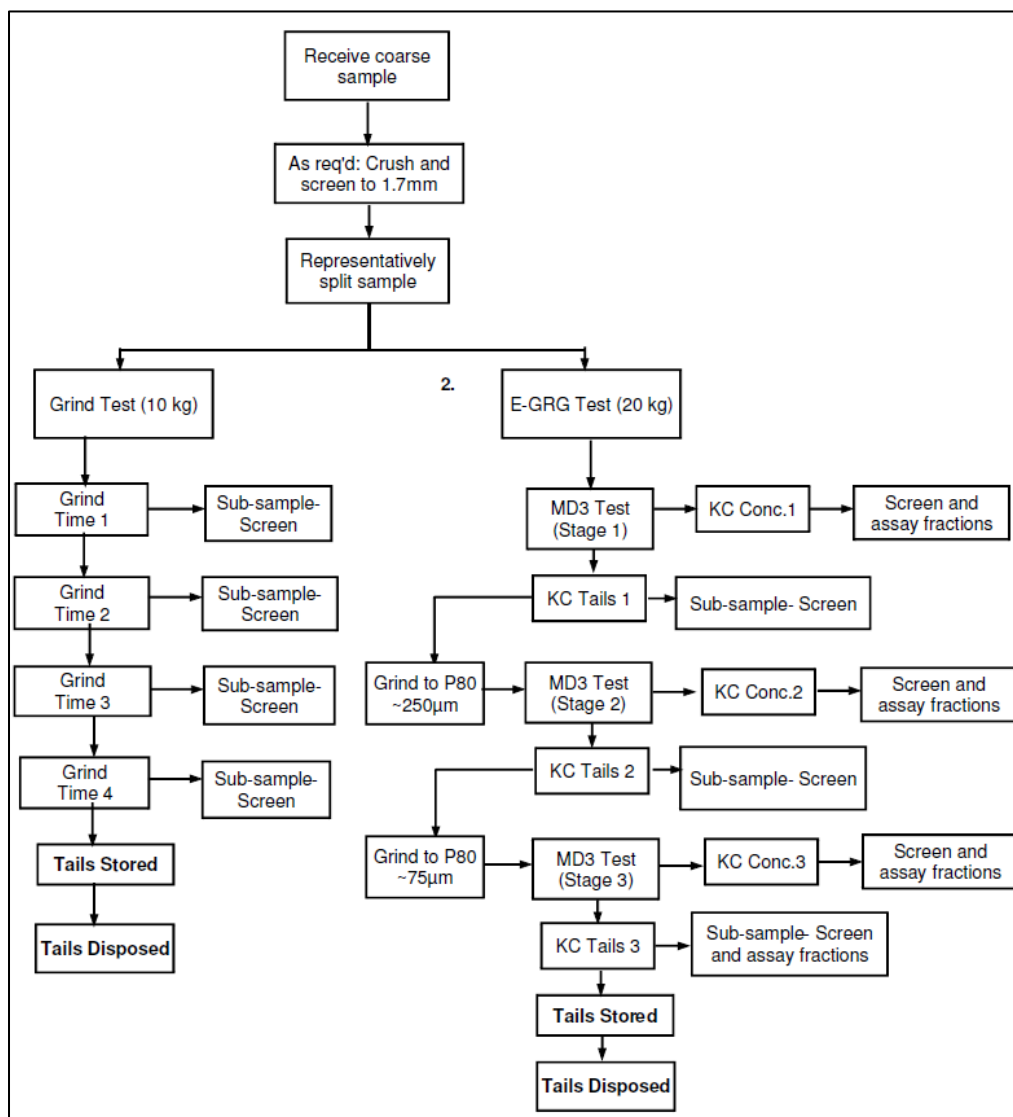 Receive coarse
sample
As req'd: Crush and
screen to 1.7mm
Representatively
split sample
Grind Test (10 kg)
2.
E-GRG Test (20 kg)
Grind
Time 1
Sub-sample-
Screen
Grind
Time 2
Sub-sample-
Screen
Grind
Time 3
Sub-sample-
Screen
Grind
Time 4
Sub-sample-
Screen
Tails Stored
Tails Disposed
MD3 Test
(Stage 1)
KC Conc.1
Screen and
assay fractions
KC Tails 1
Sub-sample- Screen
Grind to P80
~250µm
MD3 Test
(Stage 2)
KC Conc.2
Screen and
assay fractions
KC Tails 2
Sub-sample- Screen
Grind to P80
~75µm
MD3 Test
(Stage 3)
KC Conc.3
Screen and
assay fractions
KC Tails 3
Sub-sample- Screen
and assay fractions
Tails Stored
Tails Disposed